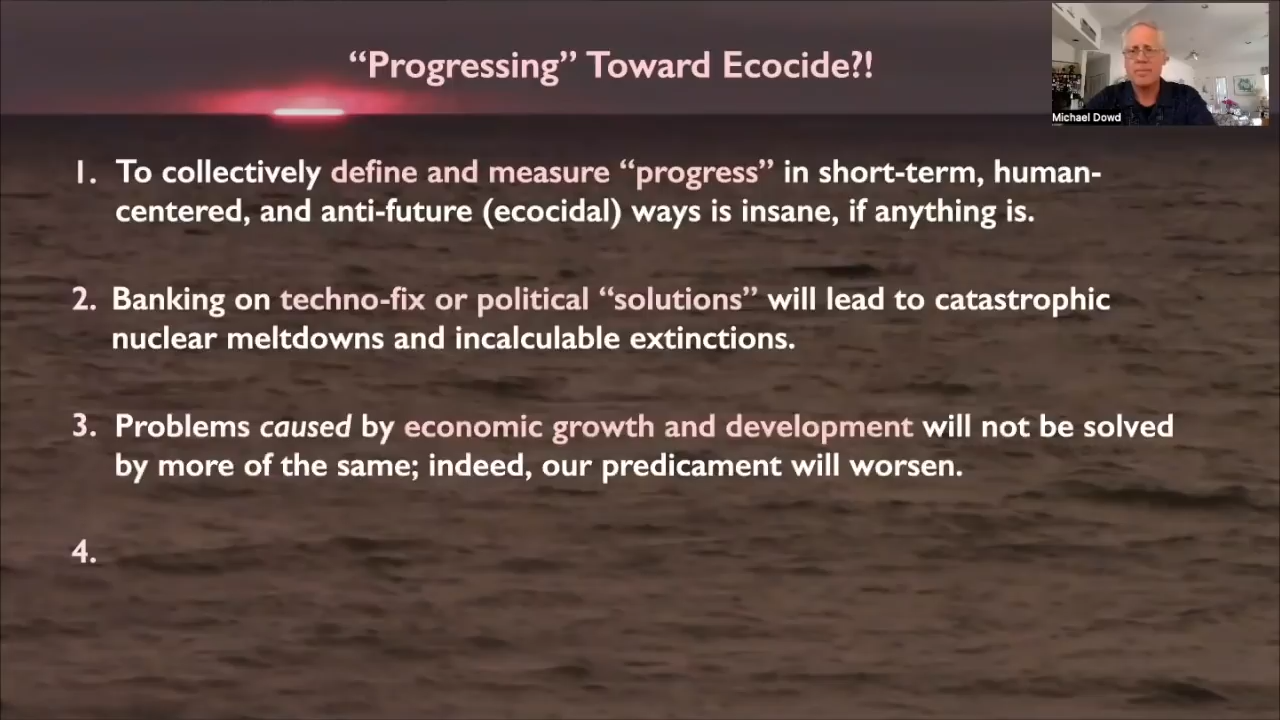 “Progressing” Toward Ecocide?!
Michael Dowd
1. To collectively define and measure “progress” in short-term, human-
centered, and anti-future (ecocidal) ways is insane, if anything is.
2. Banking on techno-fix or political “solutions” will lead to catastrophic
nuclear meltdowns and incalculable extinctions.
3. Problems caused by economic growth and development will not be solved
by more of the same; indeed, our predicament will worsen.
4.